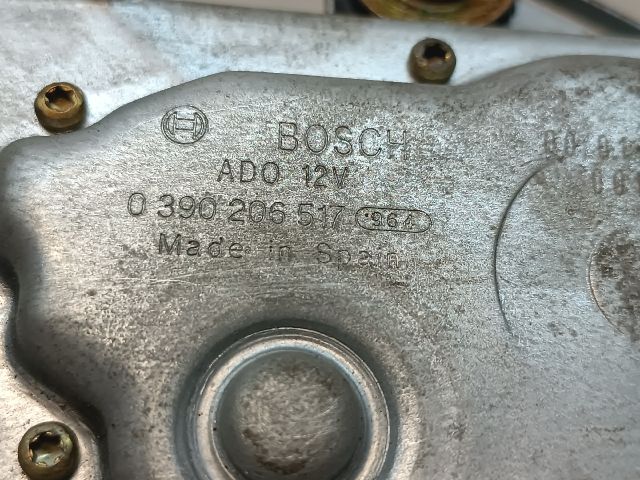 BOSCH
ADO 12V
0 390 206 517 964
Made in Spain